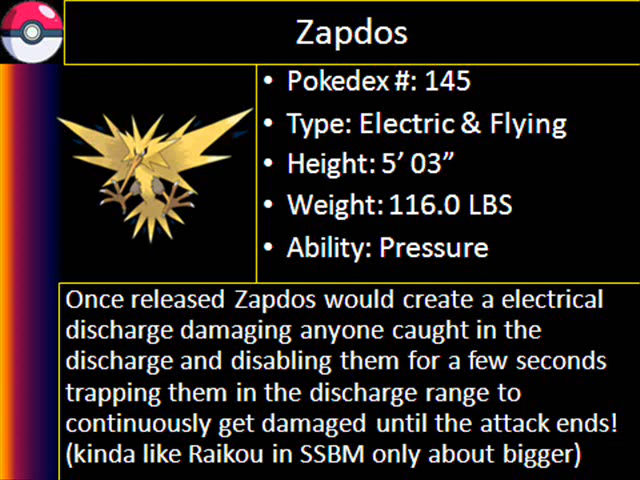 Zapdos
• Pokedex #: 145
• Type: Electric & Flying
• Height: 5’ 03”
• Weight: 116.0 LBS
• Ability: Pressure
Once released Zapdos would create a electrical
discharge damaging anyone caught in the
discharge and disabling them for a few seconds
trapping them in the discharge range to
continuously get damaged until the attack ends!
(kinda like Raikou in SSBM only about bigger)